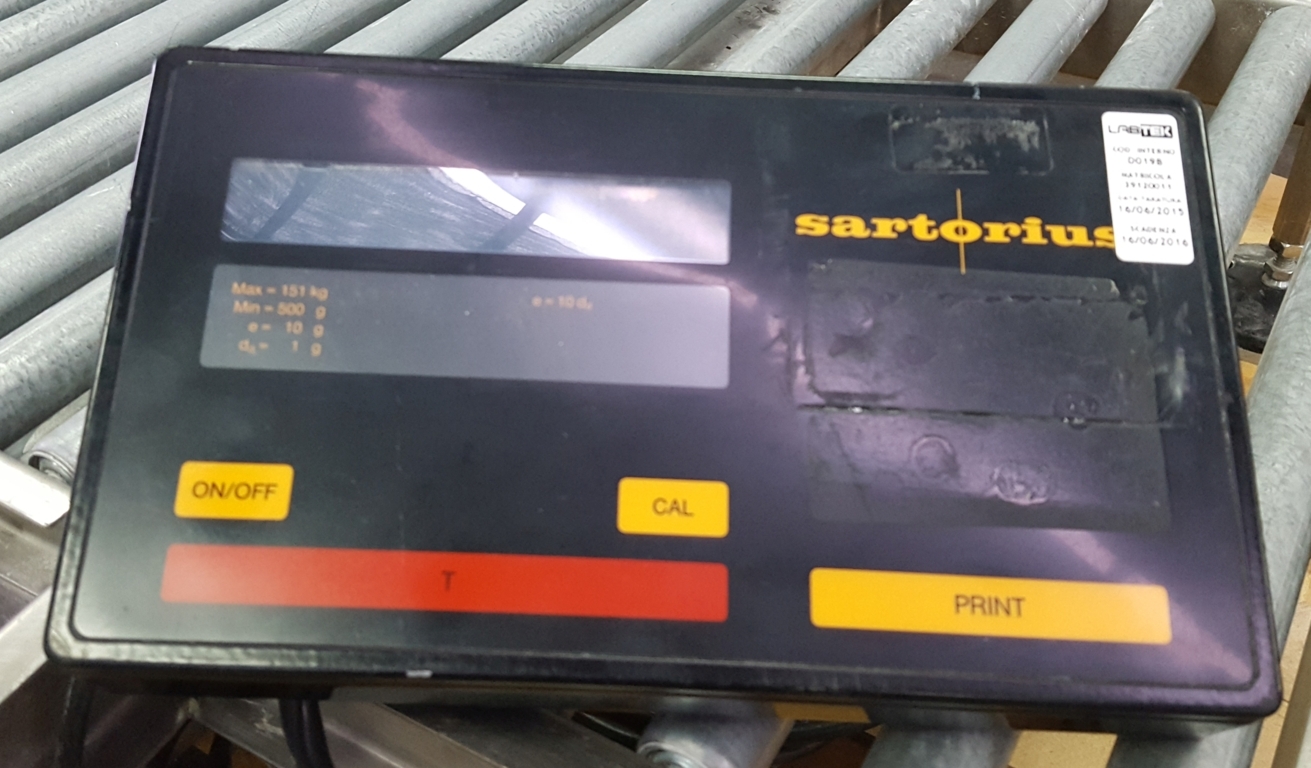 LABTEK
COD. INTERNO
D0198
MATRICOLA
39120011
DATA TARATURA
16/06/2015
SCADENZA
16/06/2016
sartorius
Max = 151 kg
Min = 500 g
e = 10 g
d = 1 g
e = 10 d
ON/OFF
CAL
T
PRINT